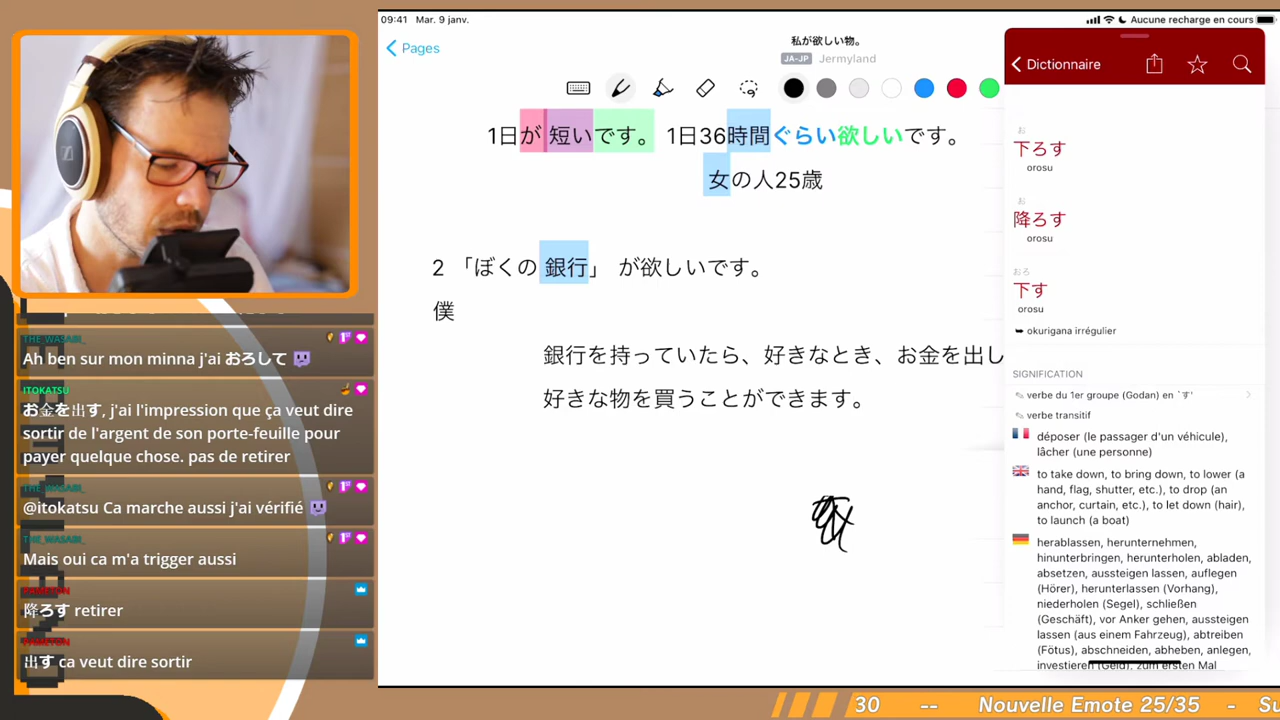 09:41 Mar. 9 janv.
Aucune recharge en cours
Pages
私が欲しい物。
JA-JP Jermyland
1日が短いです。 1日36時間ぐらい欲しいです。
女の人25歳
2 「ぼくの銀行」 が欲しいです。
僕
銀行を持っていたら、好きなとき、お金を出し
好きな物を買うことができます。
Dictionnaire
お
下ろす
orosu
お
降ろす
orosu
おろ
下す
orosu
okurigana irrégulier
SIGNIFICATION
verbe du 1er groupe (Godan) en `す'
verbe transitif
déposer (le passager d'un véhicule),
lâcher (une personne)
to take down, to bring down, to lower (a
hand, flag, shutter, etc.), to drop (an
anchor, curtain, etc.), to let down (hair),
to launch (a boat)
herablassen, herunternehmen,
hinunterbringen, herunterholen, abladen,
absetzen, aussteigen lassen, auflegen
(Hörer), herunterlassen (Vorhang),
niederholen (Segel), schließen
(Geschäft), vor Anker gehen, aussteigen
lassen (aus einem Fahrzeug), abtreiben
(Fötus), abschneiden, abheben, anlegen,
investieren (Geld), zum ersten Mal
THE_WASABI_
Ah ben sur mon minna j'ai おろして
ITOKATSU
お金を出す, j'ai l'impression que ça veut dire
sortir de l'argent de son porte-feuille pour
payer quelque chose. pas de retirer
THE_WASABI_
@itokatsu Ca marche aussi j'ai vérifié
THE_WASABI_
Mais oui ca m'a trigger aussi
降ろす retirer
出す ca veut dire sortir
30 -- Nouvelle Emote 25/35 - Su